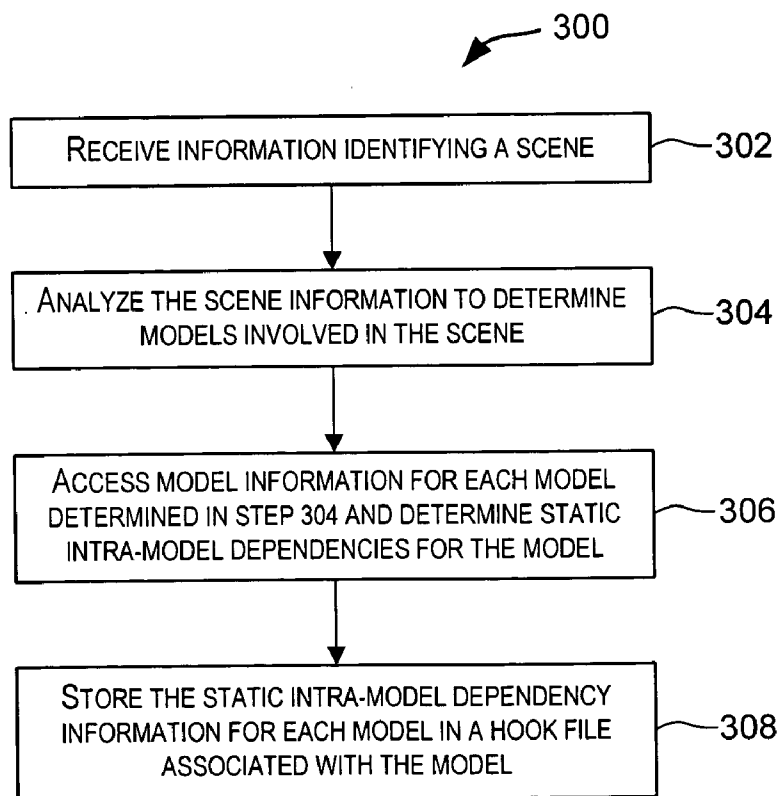 300
RECEIVE INFORMATION IDENTIFYING A SCENE
302
ANALYZE THE SCENE INFORMATION TO DETERMINE
MODELS INVOLVED IN THE SCENE
304
ACCESS MODEL INFORMATION FOR EACH MODEL
DETERMINED IN STEP 304 AND DETERMINE STATIC
INTRA-MODEL DEPENDENCIES FOR THE MODEL
306
STORE THE STATIC INTRA-MODEL DEPENDENCY
INFORMATION FOR EACH MODEL IN A HOOK FILE
ASSOCIATED WITH THE MODEL
308